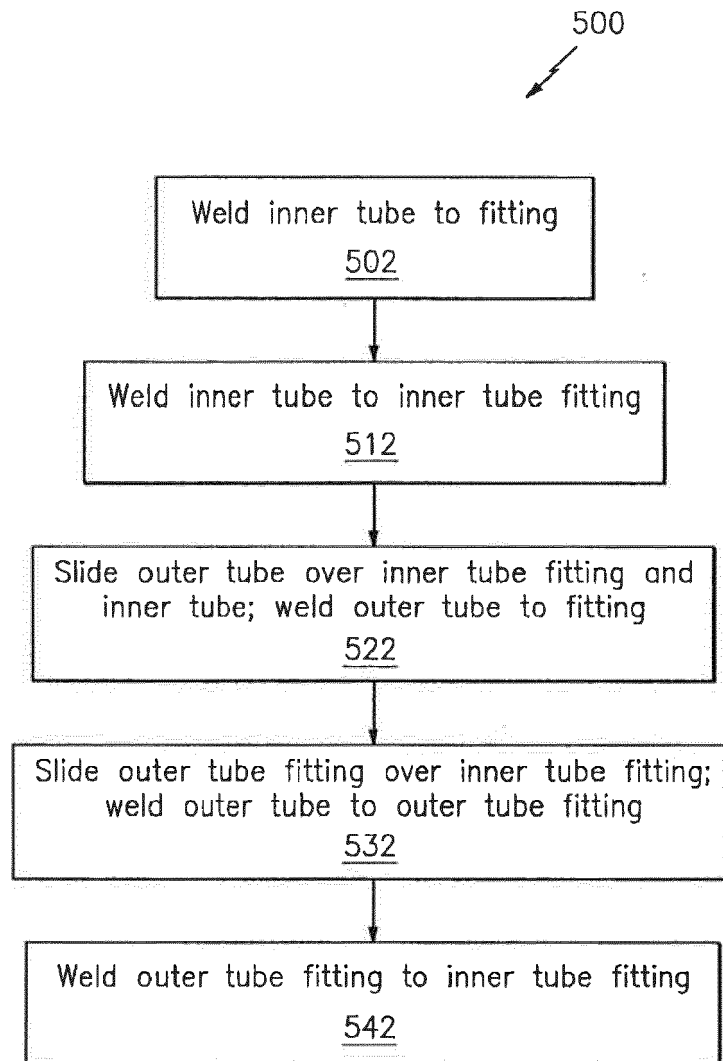 500
Weld inner tube to fitting
502
Weld inner tube to inner tube fitting
512
Slide outer tube over inner tube fitting and
inner tube; weld outer tube to fitting
522
Slide outer tube fitting over inner tube fitting;
weld outer tube to outer tube fitting
532
Weld outer tube fitting to inner tube fitting
542